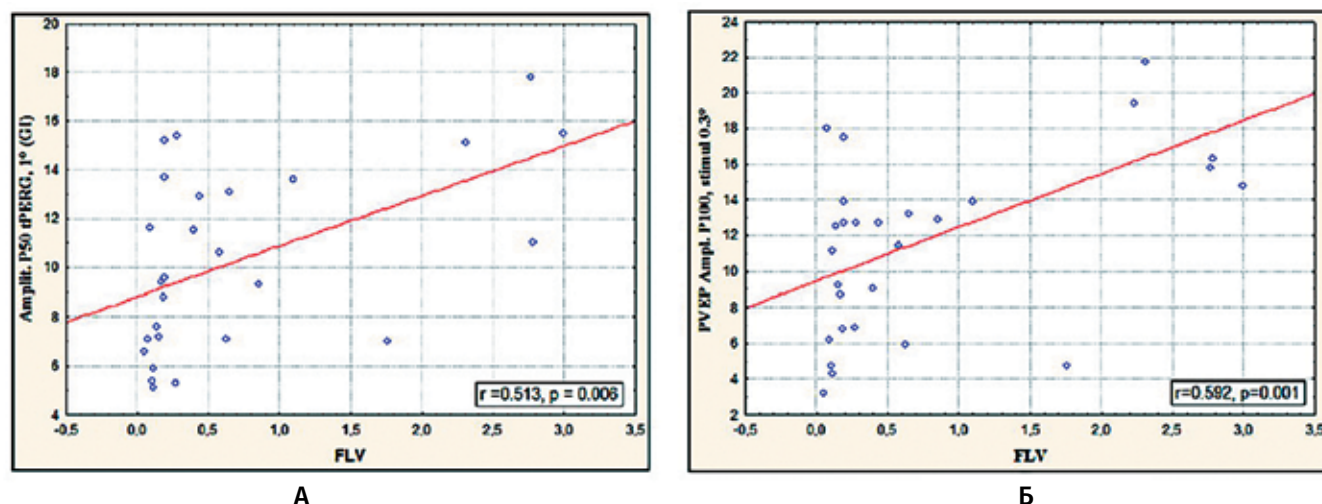 20
18
16
14
12
10
8
6
4
Amplit. P50 dPERG, 1° (GI)
r =0.513, p = 0.006
-0,5 0,0 0,5 1,0 1,5 2,0 2,5 3,0 3,5
FLV
А
24
22
20
18
16
14
12
10
8
6
4
2
PVEP Ampl. P100, stimul 0.3°
r=0.592, p=0.001
-0,5 0,0 0,5 1,0 1,5 2,0 2,5 3,0 3,5
FLV
Б